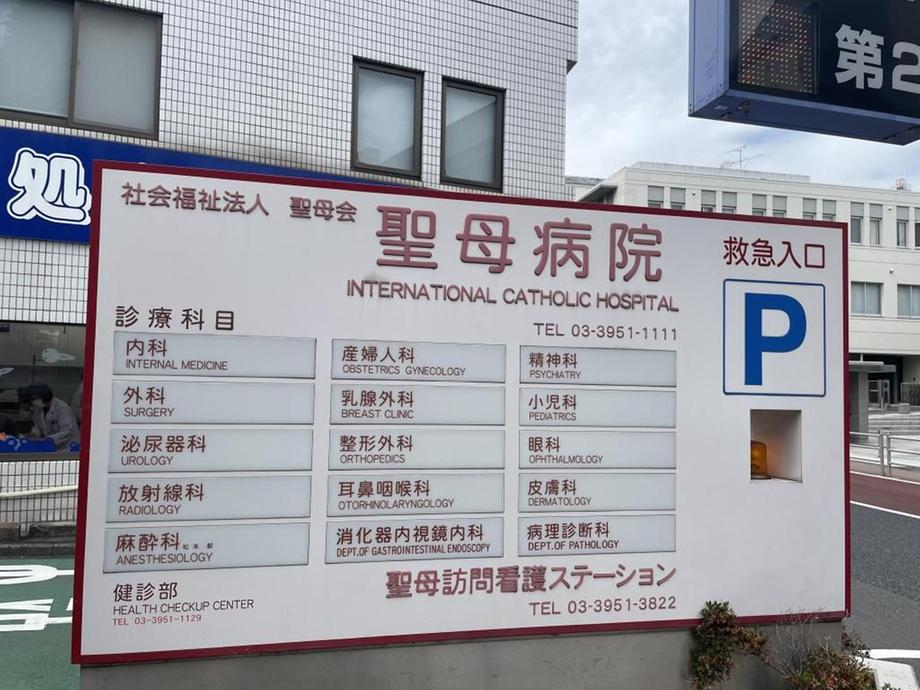 第2
処
社会福祉法人 聖母会
聖母病院
INTERNATIONAL CATHOLIC HOSPITAL
TEL 03-3951-1111
救急入口
P
診療科目
内科
INTERNAL MEDICINE
産婦人科
OBSTETRICS GYNECOLOGY
精神科
PSYCHIATRY
外科
SURGERY
乳腺外科
BREAST CLINIC
小児科
PEDIATRICS
泌尿器科
UROLOGY
整形外科
ORTHOPEDICS
眼科
OPHTHALMOLOGY
放射線科
RADIOLOGY
耳鼻咽喉科
OTORHINOLARYNGOLOGY
皮膚科
DERMATOLOGY
麻酔科
ANESTHESIOLOGY
消化器内視鏡内科
DEPT.OF GASTROINTESTINAL ENDOSCOPY
病理診断科
DEPT.OF PATHOLOGY
健診部
HEALTH CHECKUP CENTER
TEL 03-3951-1129
聖母訪問看護ステーション
TEL 03-3951-3822